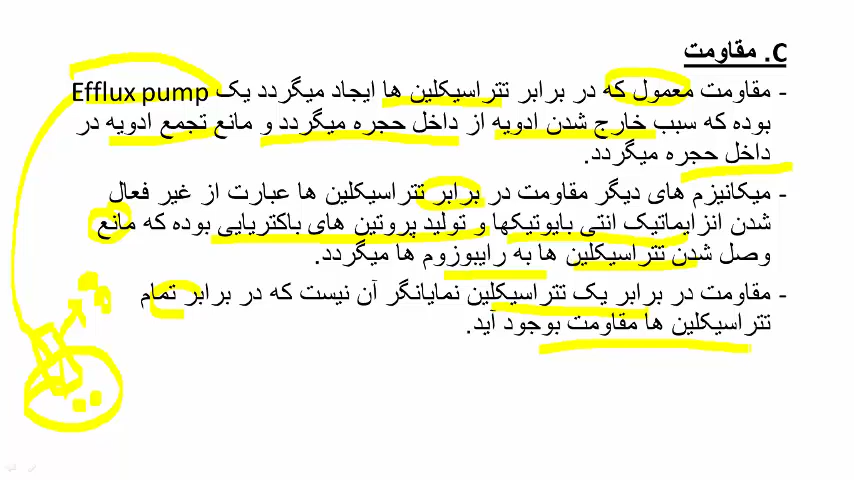 C. مقاومت
- مقاومت معمول که در برابر تتراسیکلین ها ایجاد میگردد یک Efflux pump
بوده که سبب خارج شدن ادویه از داخل حجره میگردد و مانع تجمع ادویه در
داخل حجره میگردد.
- میکانیزم های دیگر مقاومت در برابر تتراسیکلین ها عبارت از غیر فعال
شدن انزایماتیک انتی بایوتیکها و تولید پروتین های باکتریایی بوده که مانع
وصل شدن تتراسیکلین ها به رایبوزوم ها میگردد.
- مقاومت در برابر یک تتراسیکلین نمایانگر آن نیست که در برابر تمام
تتراسیکلین ها مقاومت بوجود آید.